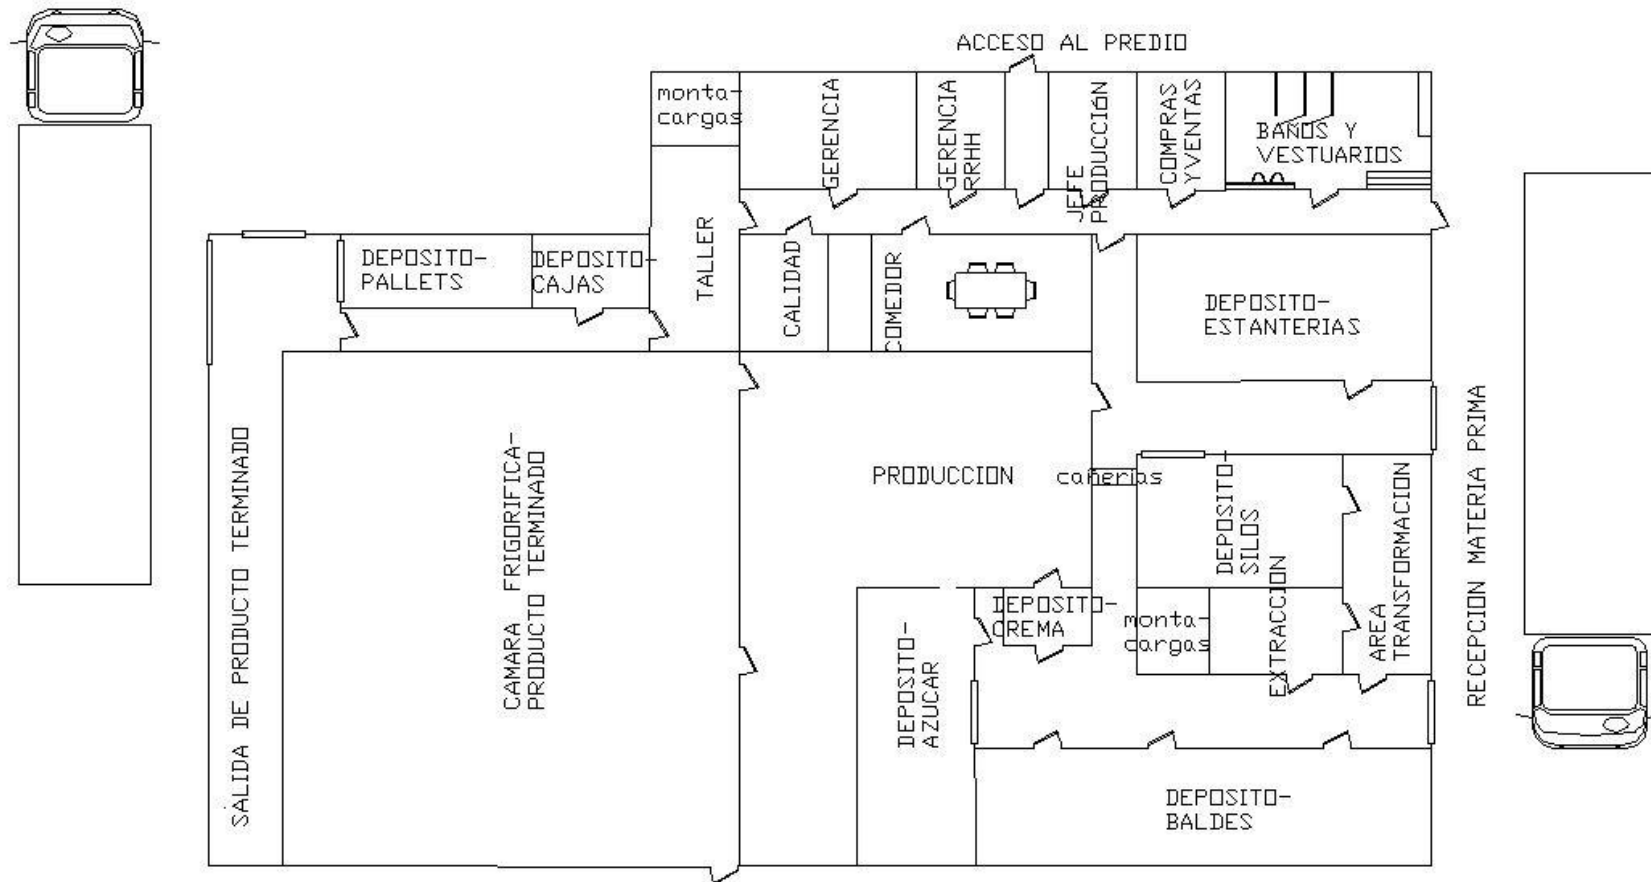 ACCESO AL PREDIO
monta-
cargas
GERENCIA
GERENCIA
RRHH
JEFE
PRODUCCIÓN
COMPRAS
YVENTAS
BAÑOS Y
VESTUARIOS
DEPOSITO-
PALLETS
DEPOSITO-
CAJAS
TALLER
CALIDAD
COMEDOR
DEPOSITO-
ESTANTERIAS
SALIDA DE PRODUCTO TERMINADO
CAMARA FRIGORIFICA-
PRODUCTO TERMINADO
PRODUCCION
cañerias
DEPOSITO-
SILOS
AREA
TRANSFORMACION
RECEPCION MATERIA PRIMA
DEPOSITO-
AZUCAR
DEPOSITO-
CREMA
monta-
cargas
EXTRACCION
DEPOSITO-
BALDES